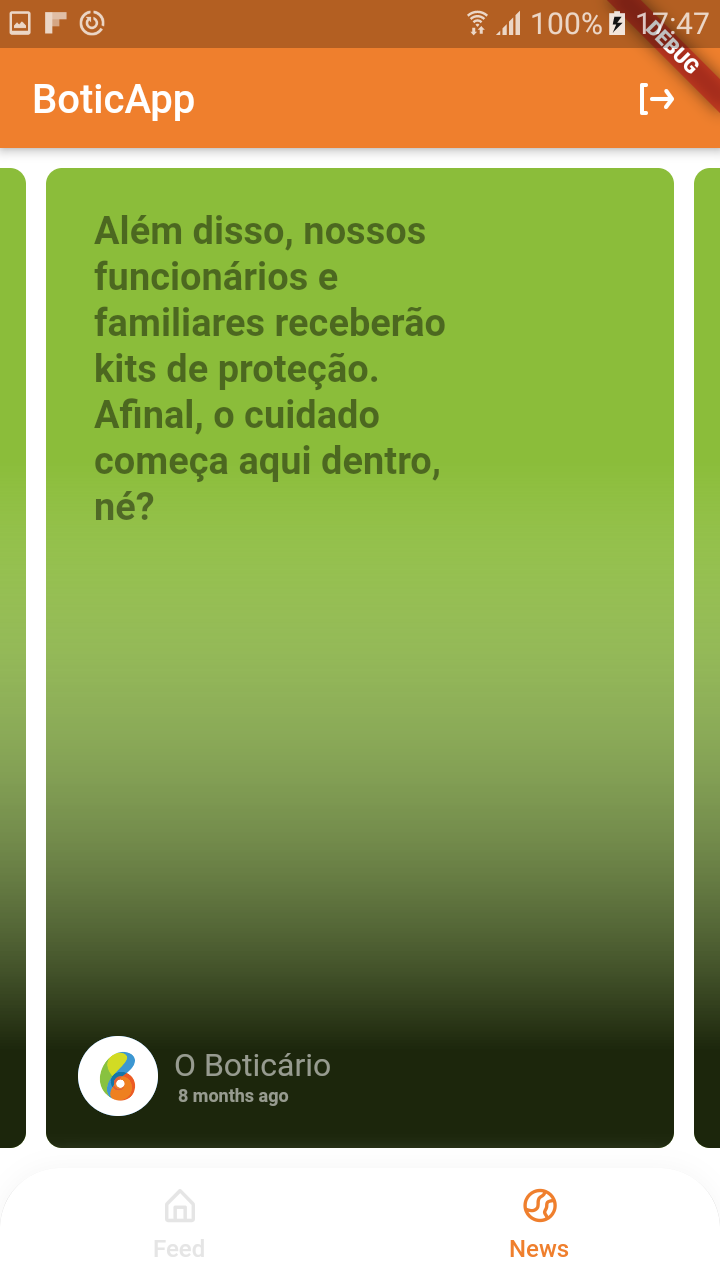 100% 17:47
DEBUG
BoticApp
Além disso, nossos
funcionários e
familiares receberão
kits de proteção.
Afinal, o cuidado
começa aqui dentro,
né?
O Boticário
8 months ago
Feed News